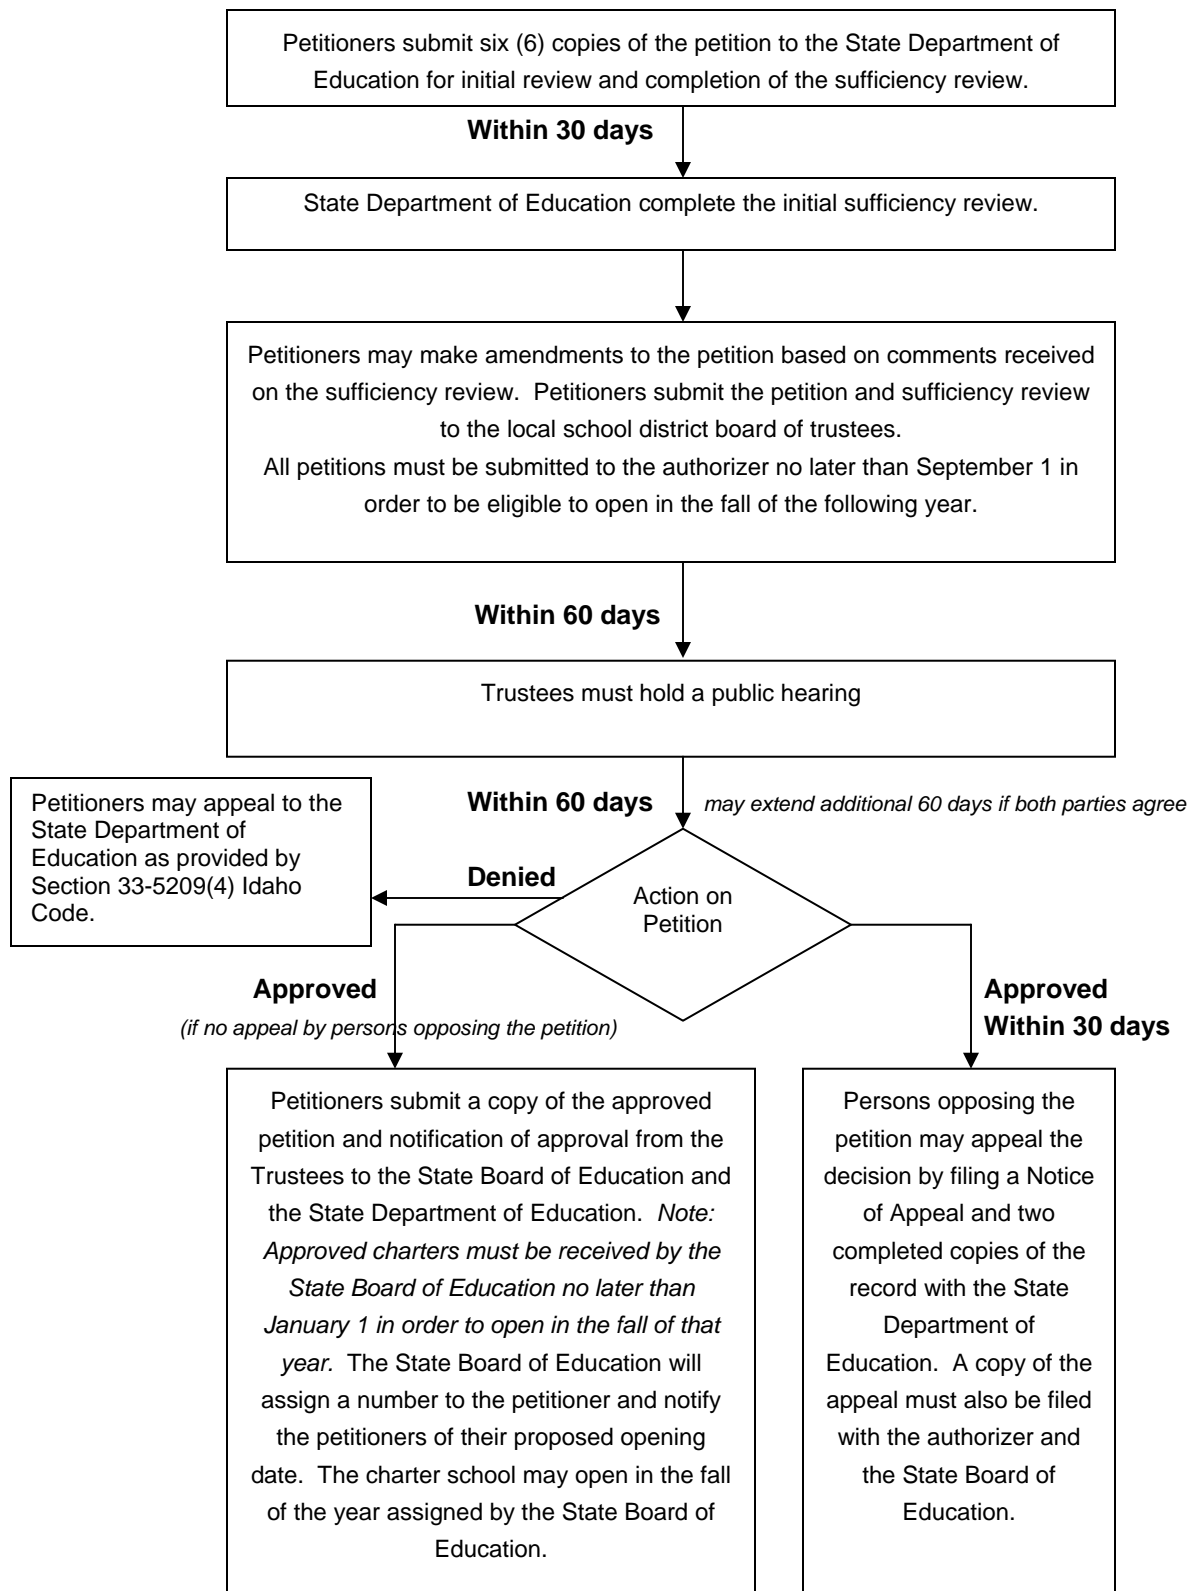 Petitioners submit six (6) copies of the petition to the State Department of
Education for initial review and completion of the sufficiency review.
Within 30 days
State Department of Education complete the initial sufficiency review.
Petitioners may make amendments to the petition based on comments received
on the sufficiency review.  Petitioners submit the petition and sufficiency review
to the local school district board of trustees.
All petitions must be submitted to the authorizer no later than September 1 in
order to be eligible to open in the fall of the following year.
Within 60 days
Trustees must hold a public hearing
Within 60 days
may extend additional 60 days if both parties agree
Petitioners may appeal to the
State Department of
Education as provided by
Section 33-5209(4) Idaho
Code.
Denied
Action on
Petition
Approved
(if no appeal by persons opposing the petition)
Approved
Within 30 days
Petitioners submit a copy of the approved
petition and notification of approval from the
Trustees to the State Board of Education and
the State Department of Education.  Note:
Approved charters must be received by the
State Board of Education no later than
January 1 in order to open in the fall of that
year.  The State Board of Education will
assign a number to the petitioner and notify
the petitioners of their proposed opening
date.  The charter school may open in the fall
of the year assigned by the State Board of
Education.
Persons opposing the
petition may appeal the
decision by filing a Notice
of Appeal and two
completed copies of the
record with the State
Department of
Education.  A copy of the
appeal must also be filed
with the authorizer and
the State Board of
Education.